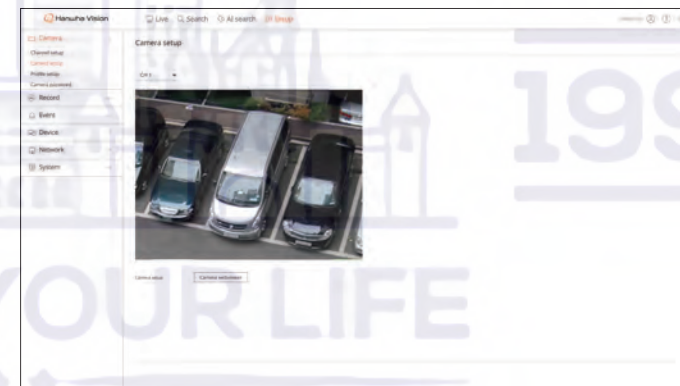 Hanwha Vision
Live Search AI search Setup
Camera
Channel setup
Camera setup
Profile setup
Camera password
Record
Event
Device
Network
System
Camera setup
CH 1
Camera setup
Camera webviewer
199
YOUR LIFE